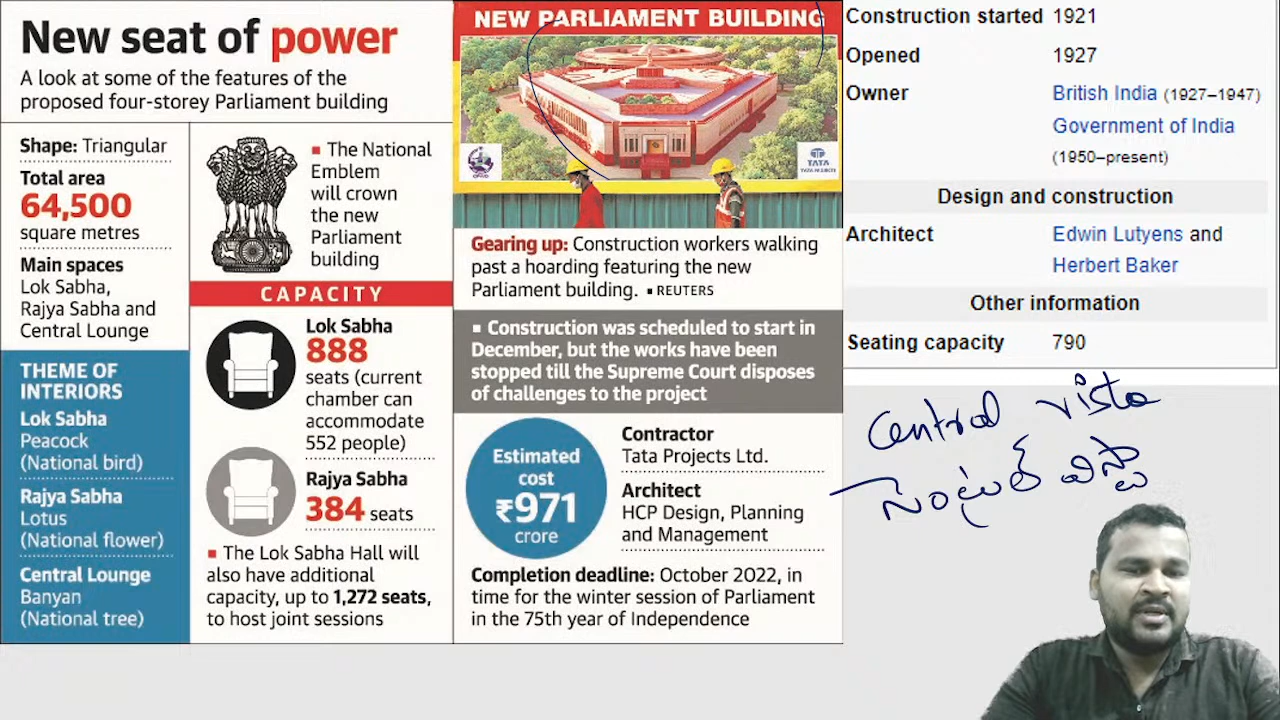 New seat of power
A look at some of the features of the
proposed four-storey Parliament building
Shape: Triangular
Total area
64,500
square metres
Main spaces
Lok Sabha,
Rajya Sabha and
Central Lounge
THEME OF
INTERIORS
Lok Sabha
Peacock
(National bird)
Rajya Sabha
Lotus
(National flower)
Central Lounge
Banyan
(National tree)
▪ The National
Emblem
will crown
the new
Parliament
building
CAPACITY
Lok Sabha
888
seats (current
chamber can
accommodate
552 people)
Rajya Sabha
384 seats
▪ The Lok Sabha Hall will
also have additional
capacity, up to 1,272 seats,
to host joint sessions
NEW PARLIAMENT BUILDING
TATA
Gearing up: Construction workers walking
past a hoarding featuring the new
Parliament building. ▪ REUTERS
▪ Construction was scheduled to start in
December, but the works have been
stopped till the Supreme Court disposes
of challenges to the project
Estimated
cost
₹971
crore
Contractor
Tata Projects Ltd.
Architect
HCP Design, Planning
and Management
Completion deadline: October 2022, in
time for the winter session of Parliament
in the 75th year of Independence
Construction started 1921
Opened 1927
Owner British India (1927–1947)
Government of India
(1950–present)
Design and construction
Architect Edwin Lutyens and
Herbert Baker
Other information
Seating capacity 790
Central vista
సెంట్రల్ విస్టా